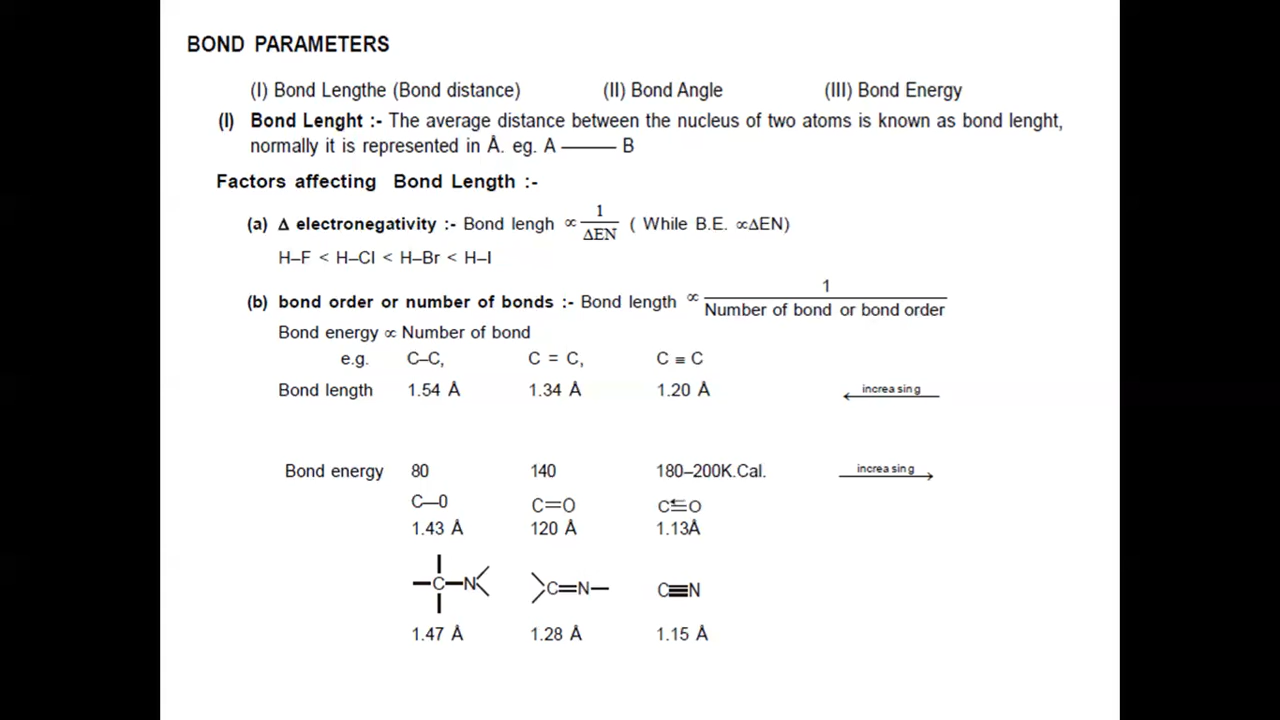 BOND PARAMETERS
(I) Bond Lengthe (Bond distance) (II) Bond Angle (III) Bond Energy
(I) Bond Lenght :- The average distance between the nucleus of two atoms is known as bond lenght,
normally it is represented in Å. eg. A ——— B
Factors affecting Bond Length :-
(a) Δ electronegativity :- Bond lengh ∝ 1/ΔEN ( While B.E. ∝ΔEN)
H–F < H–Cl < H–Br < H–I
(b) bond order or number of bonds :- Bond length ∝ 1/Number of bond or bond order
Bond energy ∝ Number of bond
e.g. C–C, C = C, C ≡ C
Bond length 1.54 Å 1.34 Å 1.20 Å increasing
Bond energy 80 140 180–200K.Cal. increasing
C—0 C=O C≡O
1.43 Å 120 Å 1.13Å
–C–N C=N– C≡N
1.47 Å 1.28 Å 1.15 Å